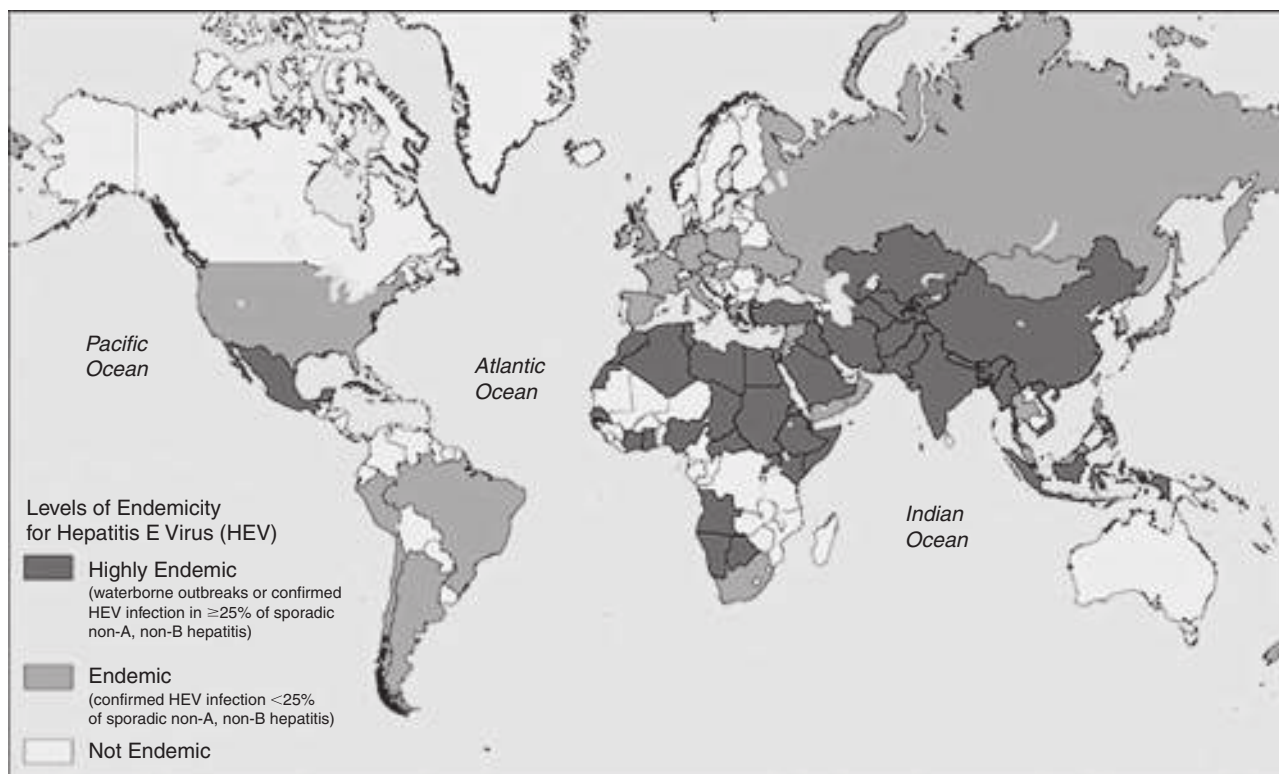 Pacific
Ocean
Atlantic
Ocean
Indian
Ocean
Levels of Endemicity
for Hepatitis E Virus (HEV)
Highly Endemic
(waterborne outbreaks or confirmed
HEV infection in ≥25% of sporadic
non-A, non-B hepatitis)
Endemic
(confirmed HEV infection <25%
of sporadic non-A, non-B hepatitis)
Not Endemic